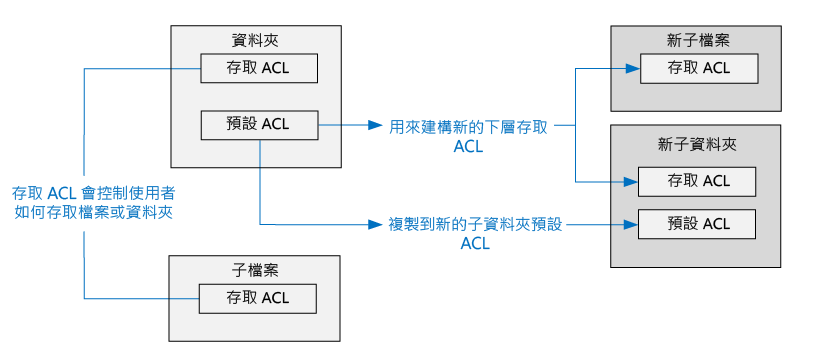 資料夾
存取 ACL
預設 ACL
存取 ACL 會控制使用者
如何存取檔案或資料夾
子檔案
存取 ACL
用來建構新的下層存取
ACL
複製到新的子資料夾預設
ACL
新子檔案
存取 ACL
新子資料夾
存取 ACL
預設 ACL